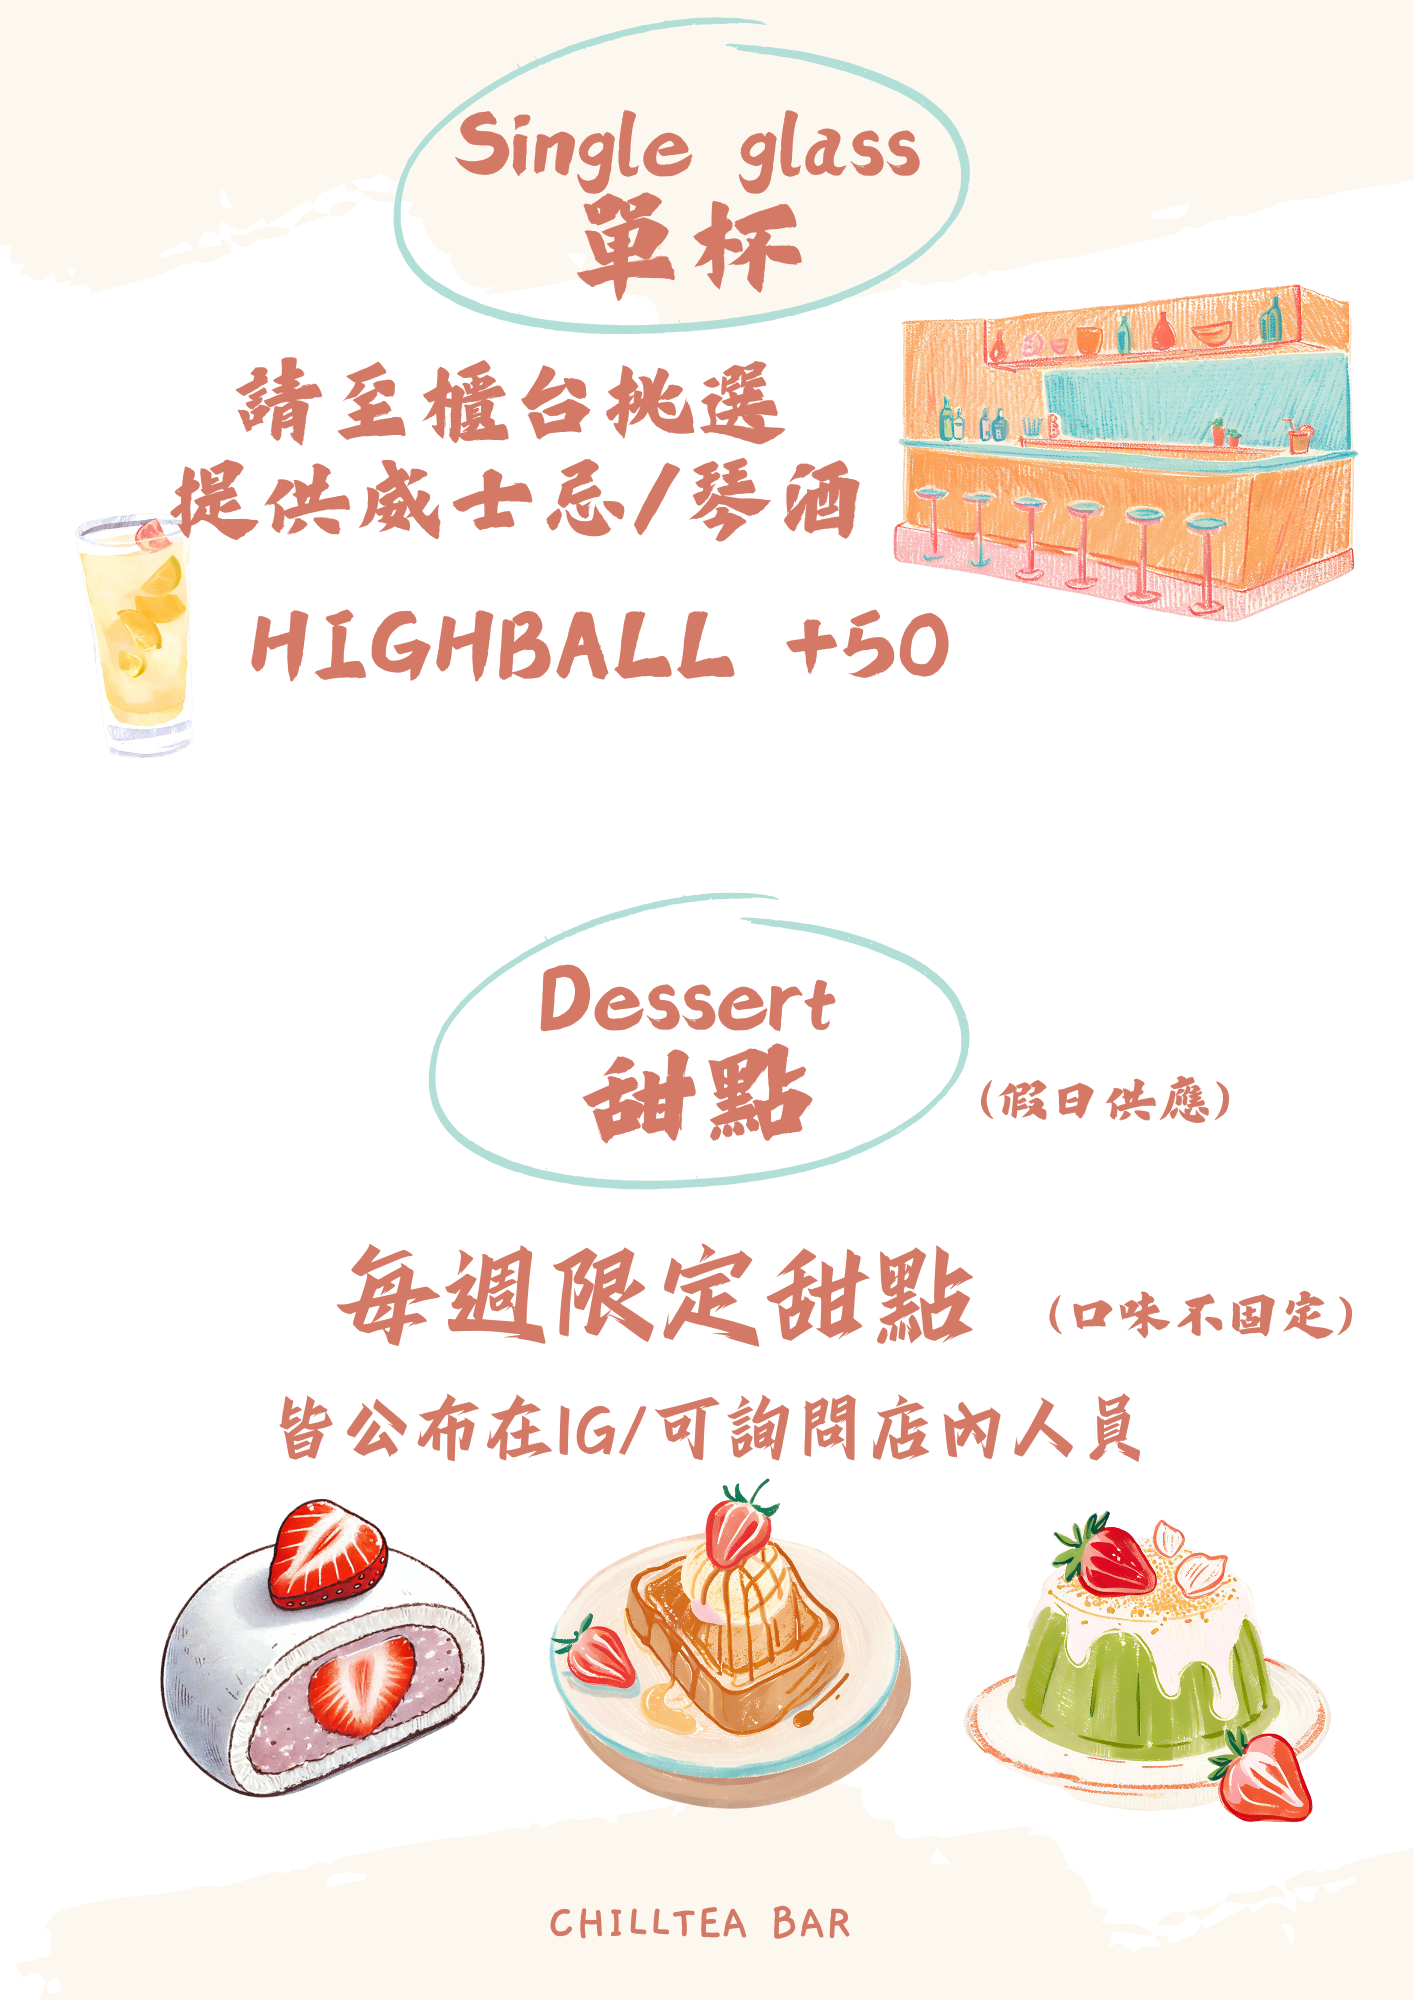 Single glass
單杯
請至櫃台挑選
提供威士忌/琴酒
HIGHBALL +50
Dessert
甜點
(假日供應)
每週限定甜點 (口味不固定)
皆公布在IG/可詢問店內人員
CHILLTEA BAR